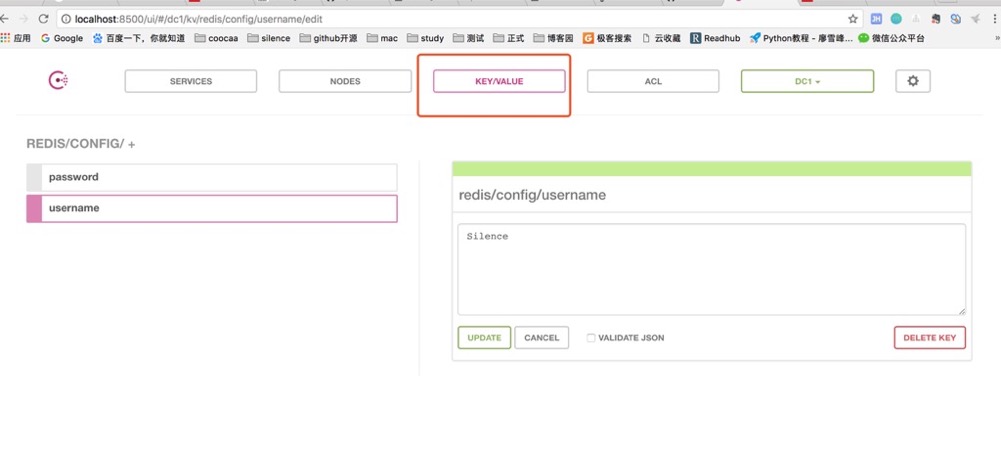 localhost:8500/ui/#/dc1/kv/redis/config/username/edit
应用 Google 百度一下，你就知道 coocaa silence github开源 mac study 测试 正式 博客园 极客搜索 云收藏 Readhub Python教程 - 廖雪峰… 微信公众平台 »
SERVICES NODES KEY/VALUE ACL DC1
REDIS/CONFIG/ +
password
username
redis/config/username
Silence
UPDATE CANCEL VALIDATE JSON DELETE KEY